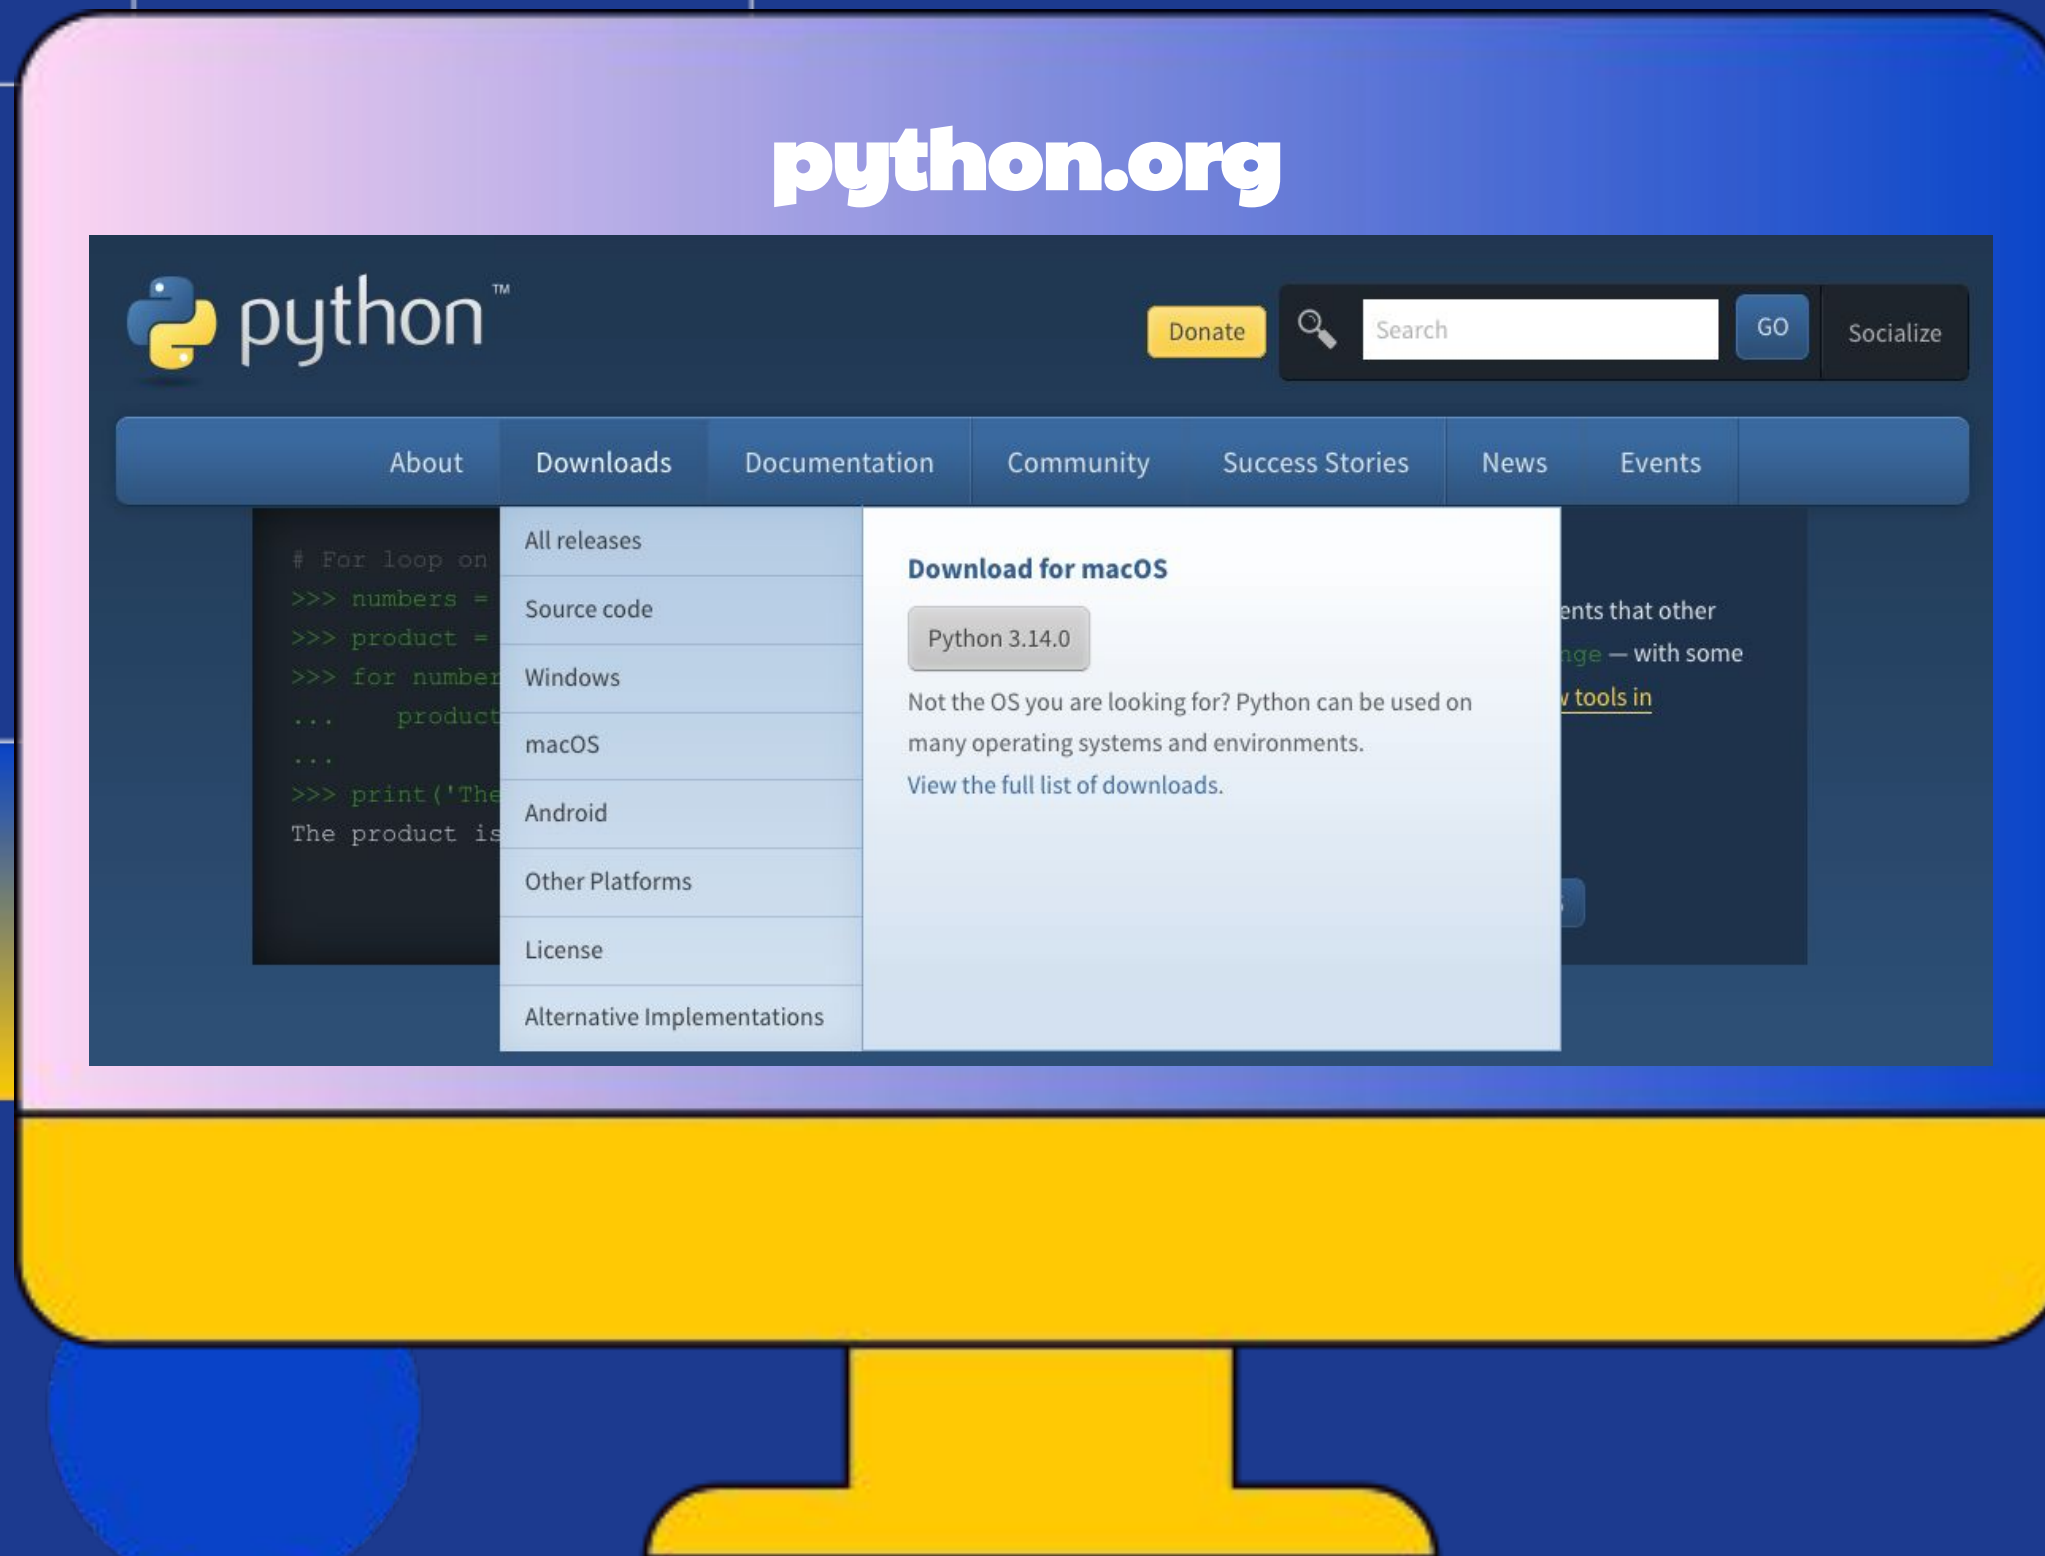 python.org
python™
Donate
Search
GO
Socialize
About
Downloads
Documentation
Community
Success Stories
News
Events
# For loop on
>>> numbers =
>>> product =
>>> for number
...    product
...
>>> print('The
The product is
All releases
Source code
Windows
macOS
Android
Other Platforms
License
Alternative Implementations
Download for macOS
Python 3.14.0
Not the OS you are looking for? Python can be used on
many operating systems and environments.
View the full list of downloads.
ents that other
nge — with some
tools in